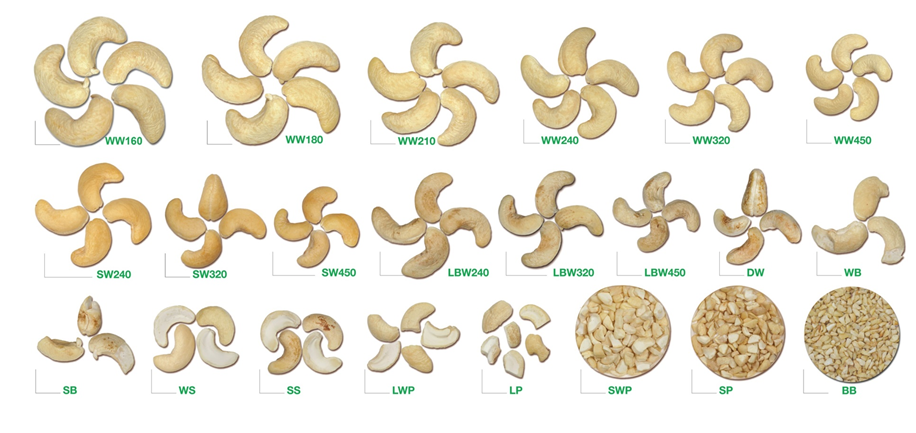 WW160
WW180
WW210
WW240
WW320
WW450
SW240
SW320
SW450
LBW240
LBW320
LBW450
DW
WB
SB
WS
SS
LWP
LP
SWP
SP
BB